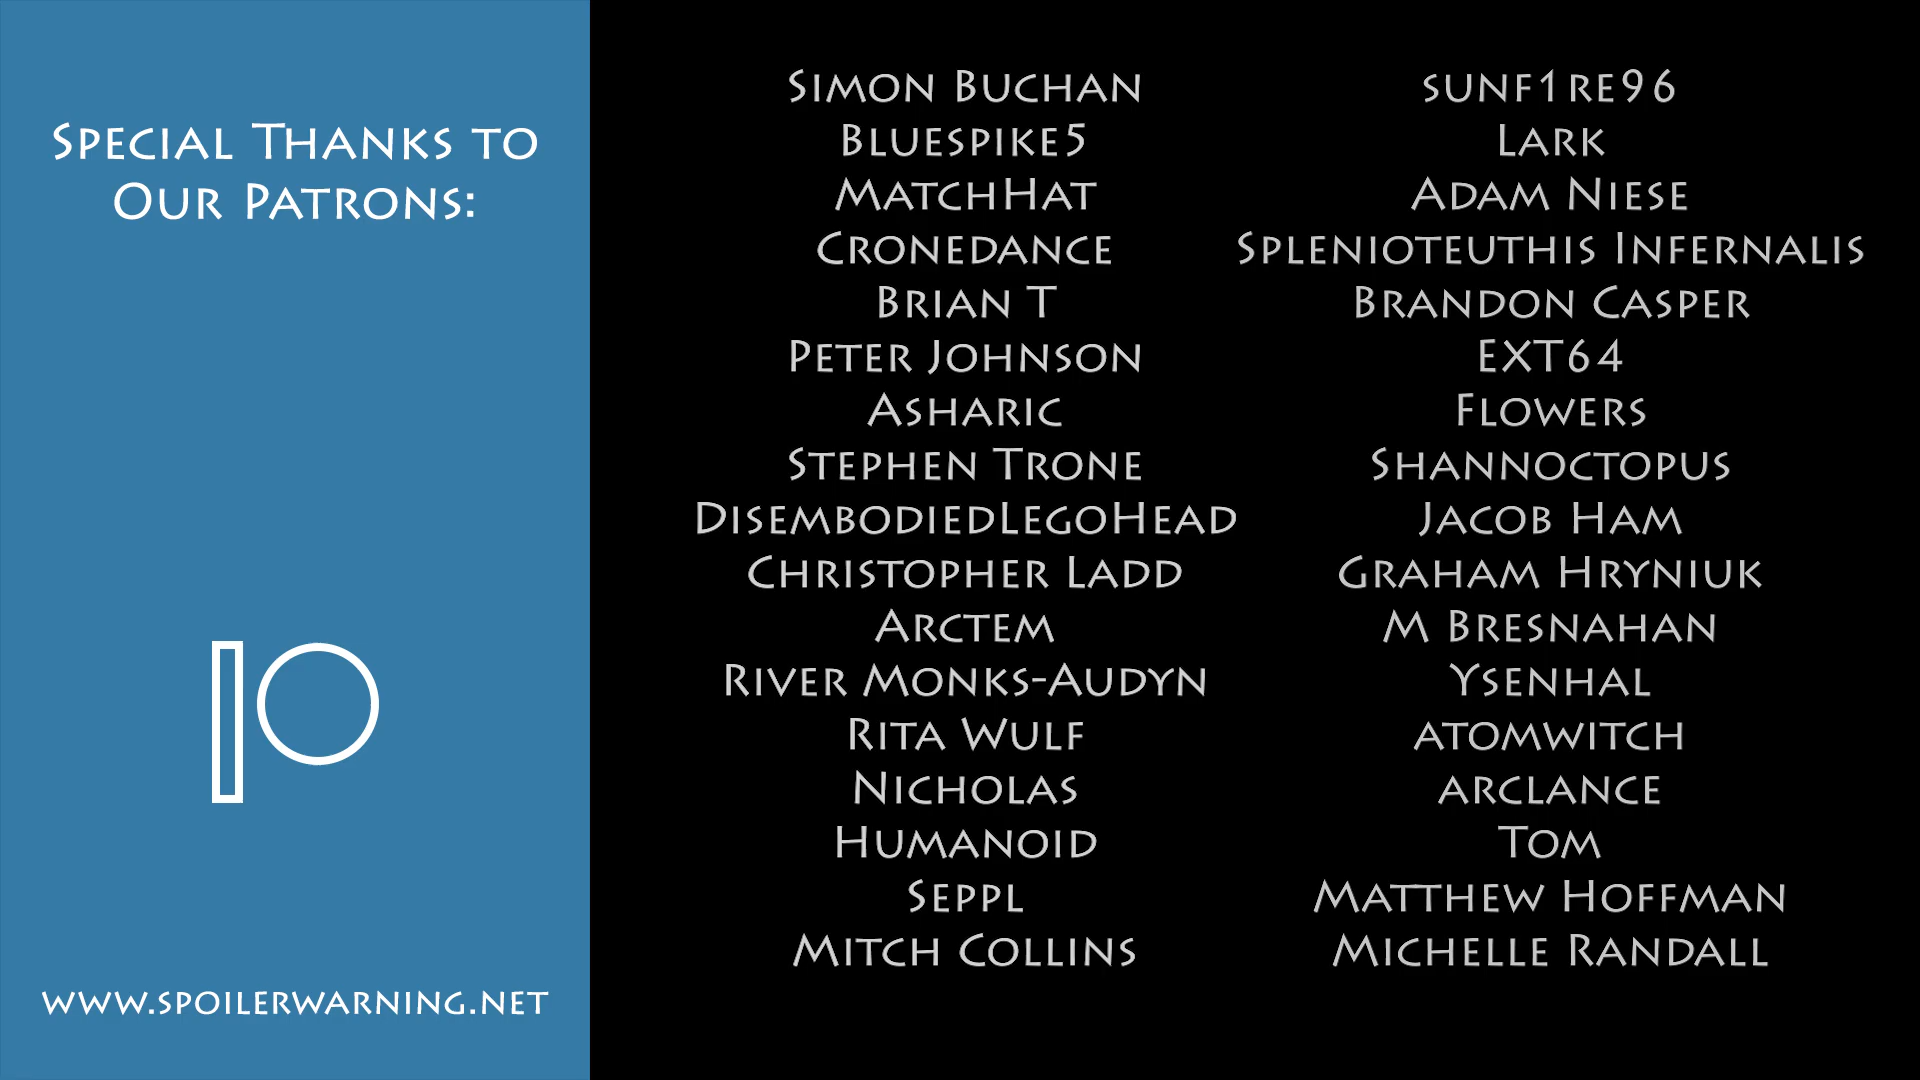 Special Thanks to
Our Patrons:
www.spoilerwarning.net
Simon Buchan
Bluespike5
MatchHat
Cronedance
Brian T
Peter Johnson
Asharic
Stephen Trone
DisembodiedLegoHead
Christopher Ladd
Arctem
River Monks-Audyn
Rita Wulf
Nicholas
Humanoid
Seppl
Mitch Collins
sunf1re96
Lark
Adam Niese
Splenioteuthis Infernalis
Brandon Casper
EXT64
Flowers
Shannoctopus
Jacob Ham
Graham Hryniuk
M Bresnahan
Ysenhal
atomwitch
arclance
Tom
Matthew Hoffman
Michelle Randall